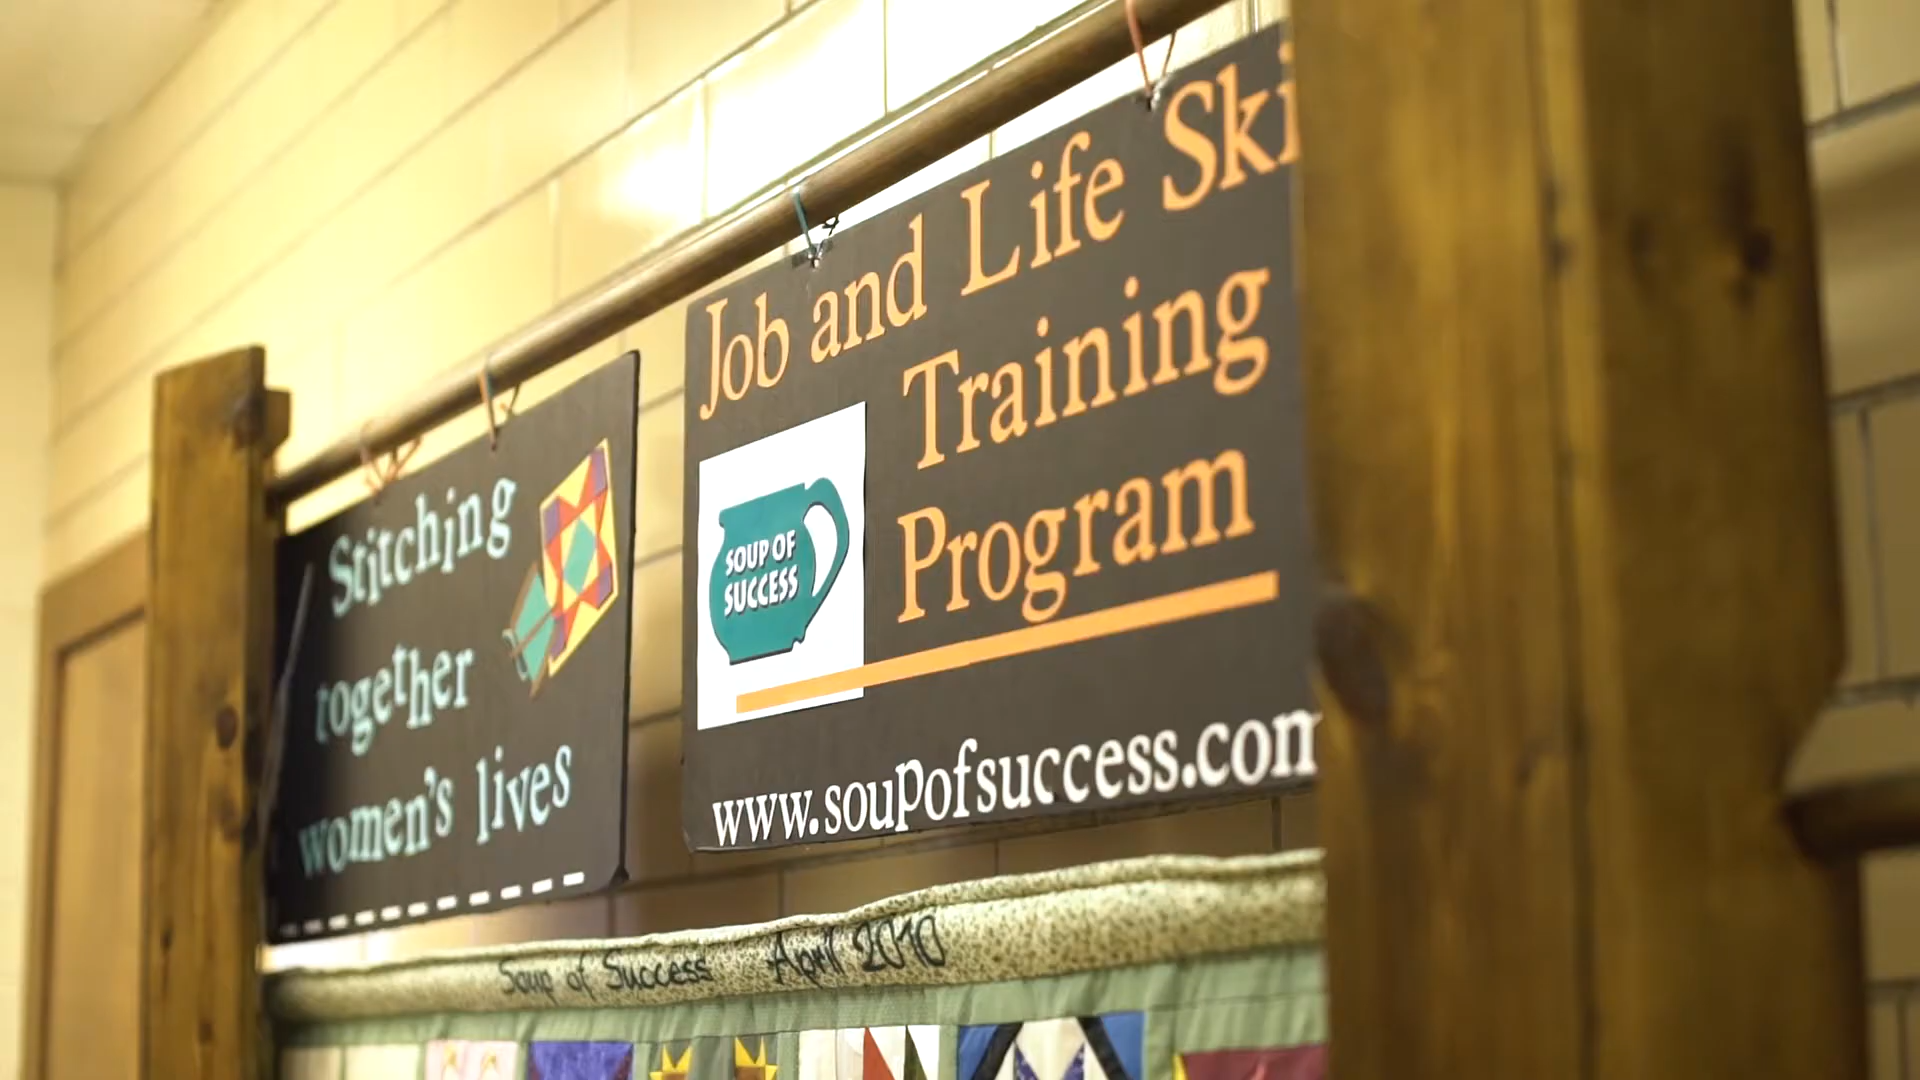 Stitching
together
women's lives
Job and Life Ski
Training
Program
SOUP OF
SUCCESS
www.soupofsuccess.com
Soup of Success April 2010